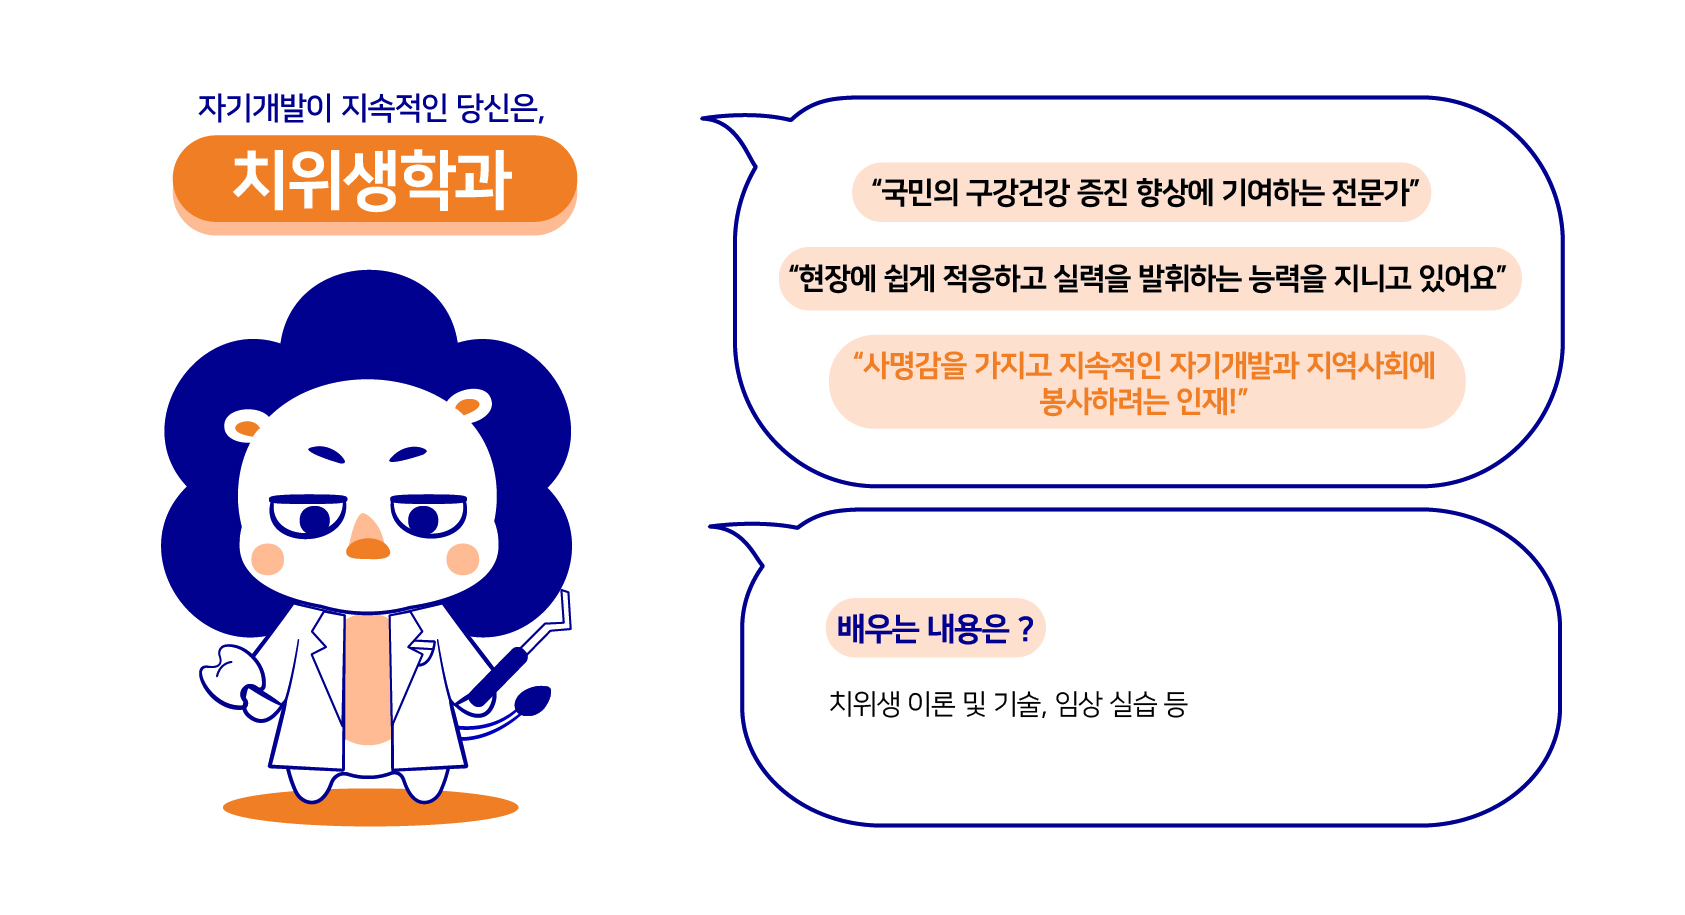 자기개발이 지속적인 당신은,
치위생학과
“국민의 구강건강 증진 향상에 기여하는 전문가”
“현장에 쉽게 적응하고 실력을 발휘하는 능력을 지니고 있어요”
“사명감을 가지고 지속적인 자기개발과 지역사회에
봉사하려는 인재!”
배우는 내용은 ?
치위생 이론 및 기술, 임상 실습 등